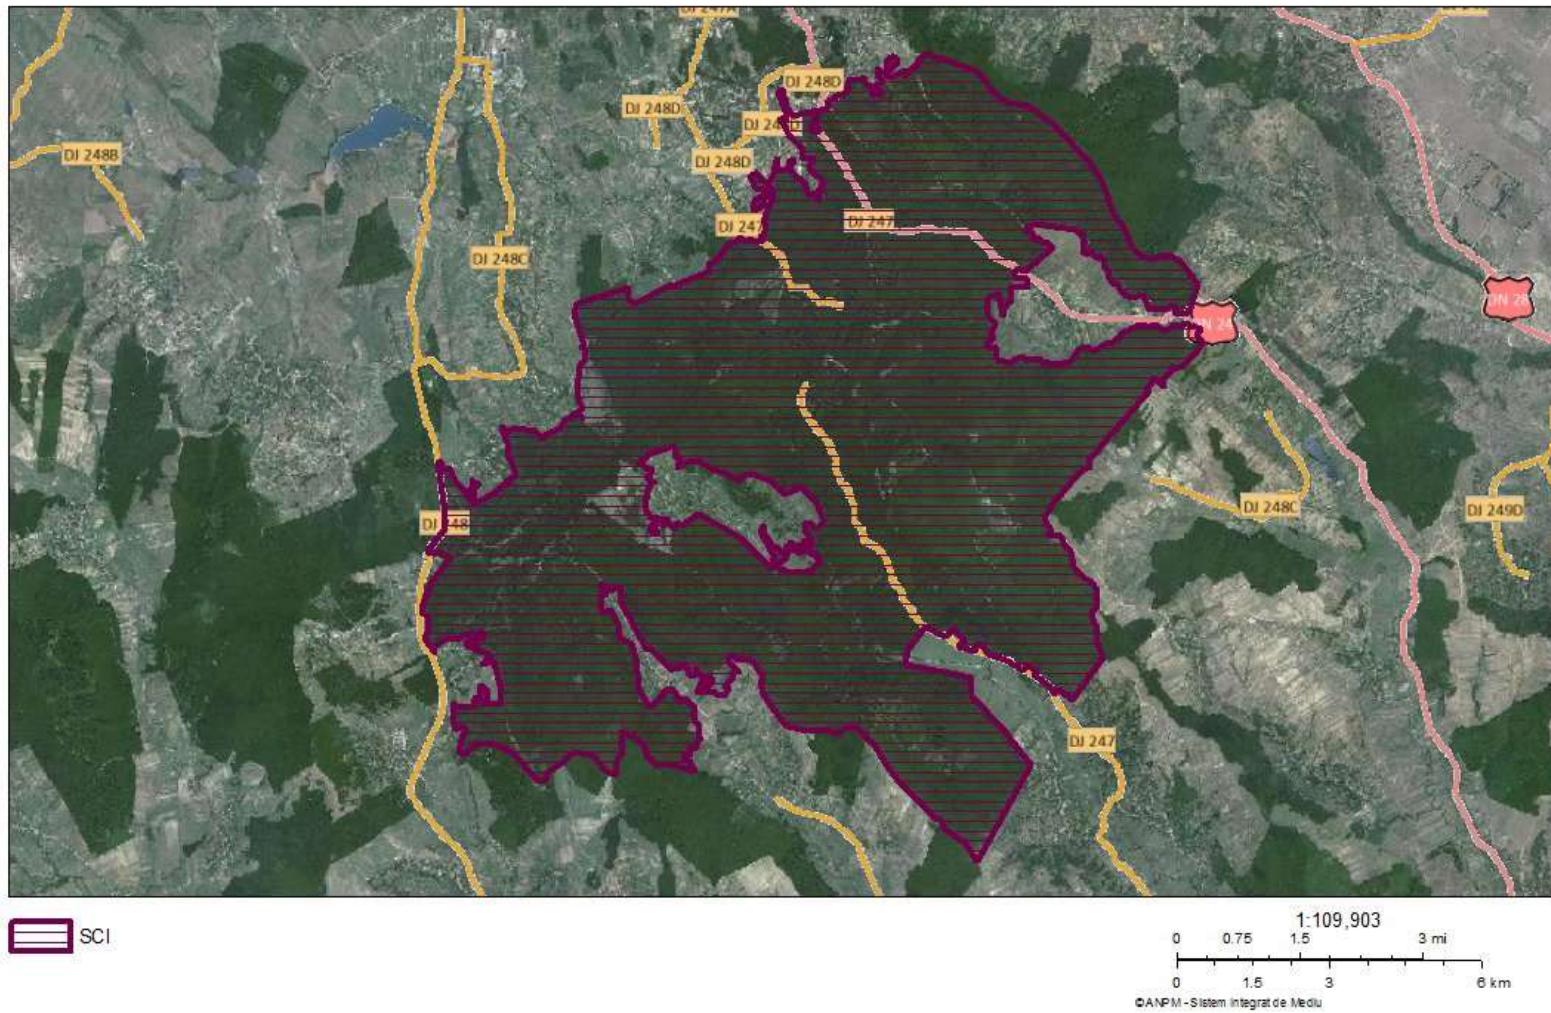 DJ 247A
DJ 248D
DJ 248D
DJ 248B
DJ 248D
DJ 247
DJ 247
DJ 248C
DN 28
DN 24
DJ 248
DJ 248C
DJ 249D
DJ 247
SCI
1:109,903
0 0.75 1.5 3 mi
0 1.5 3 6 km
©ANPM - Sistem Integrat de Mediu